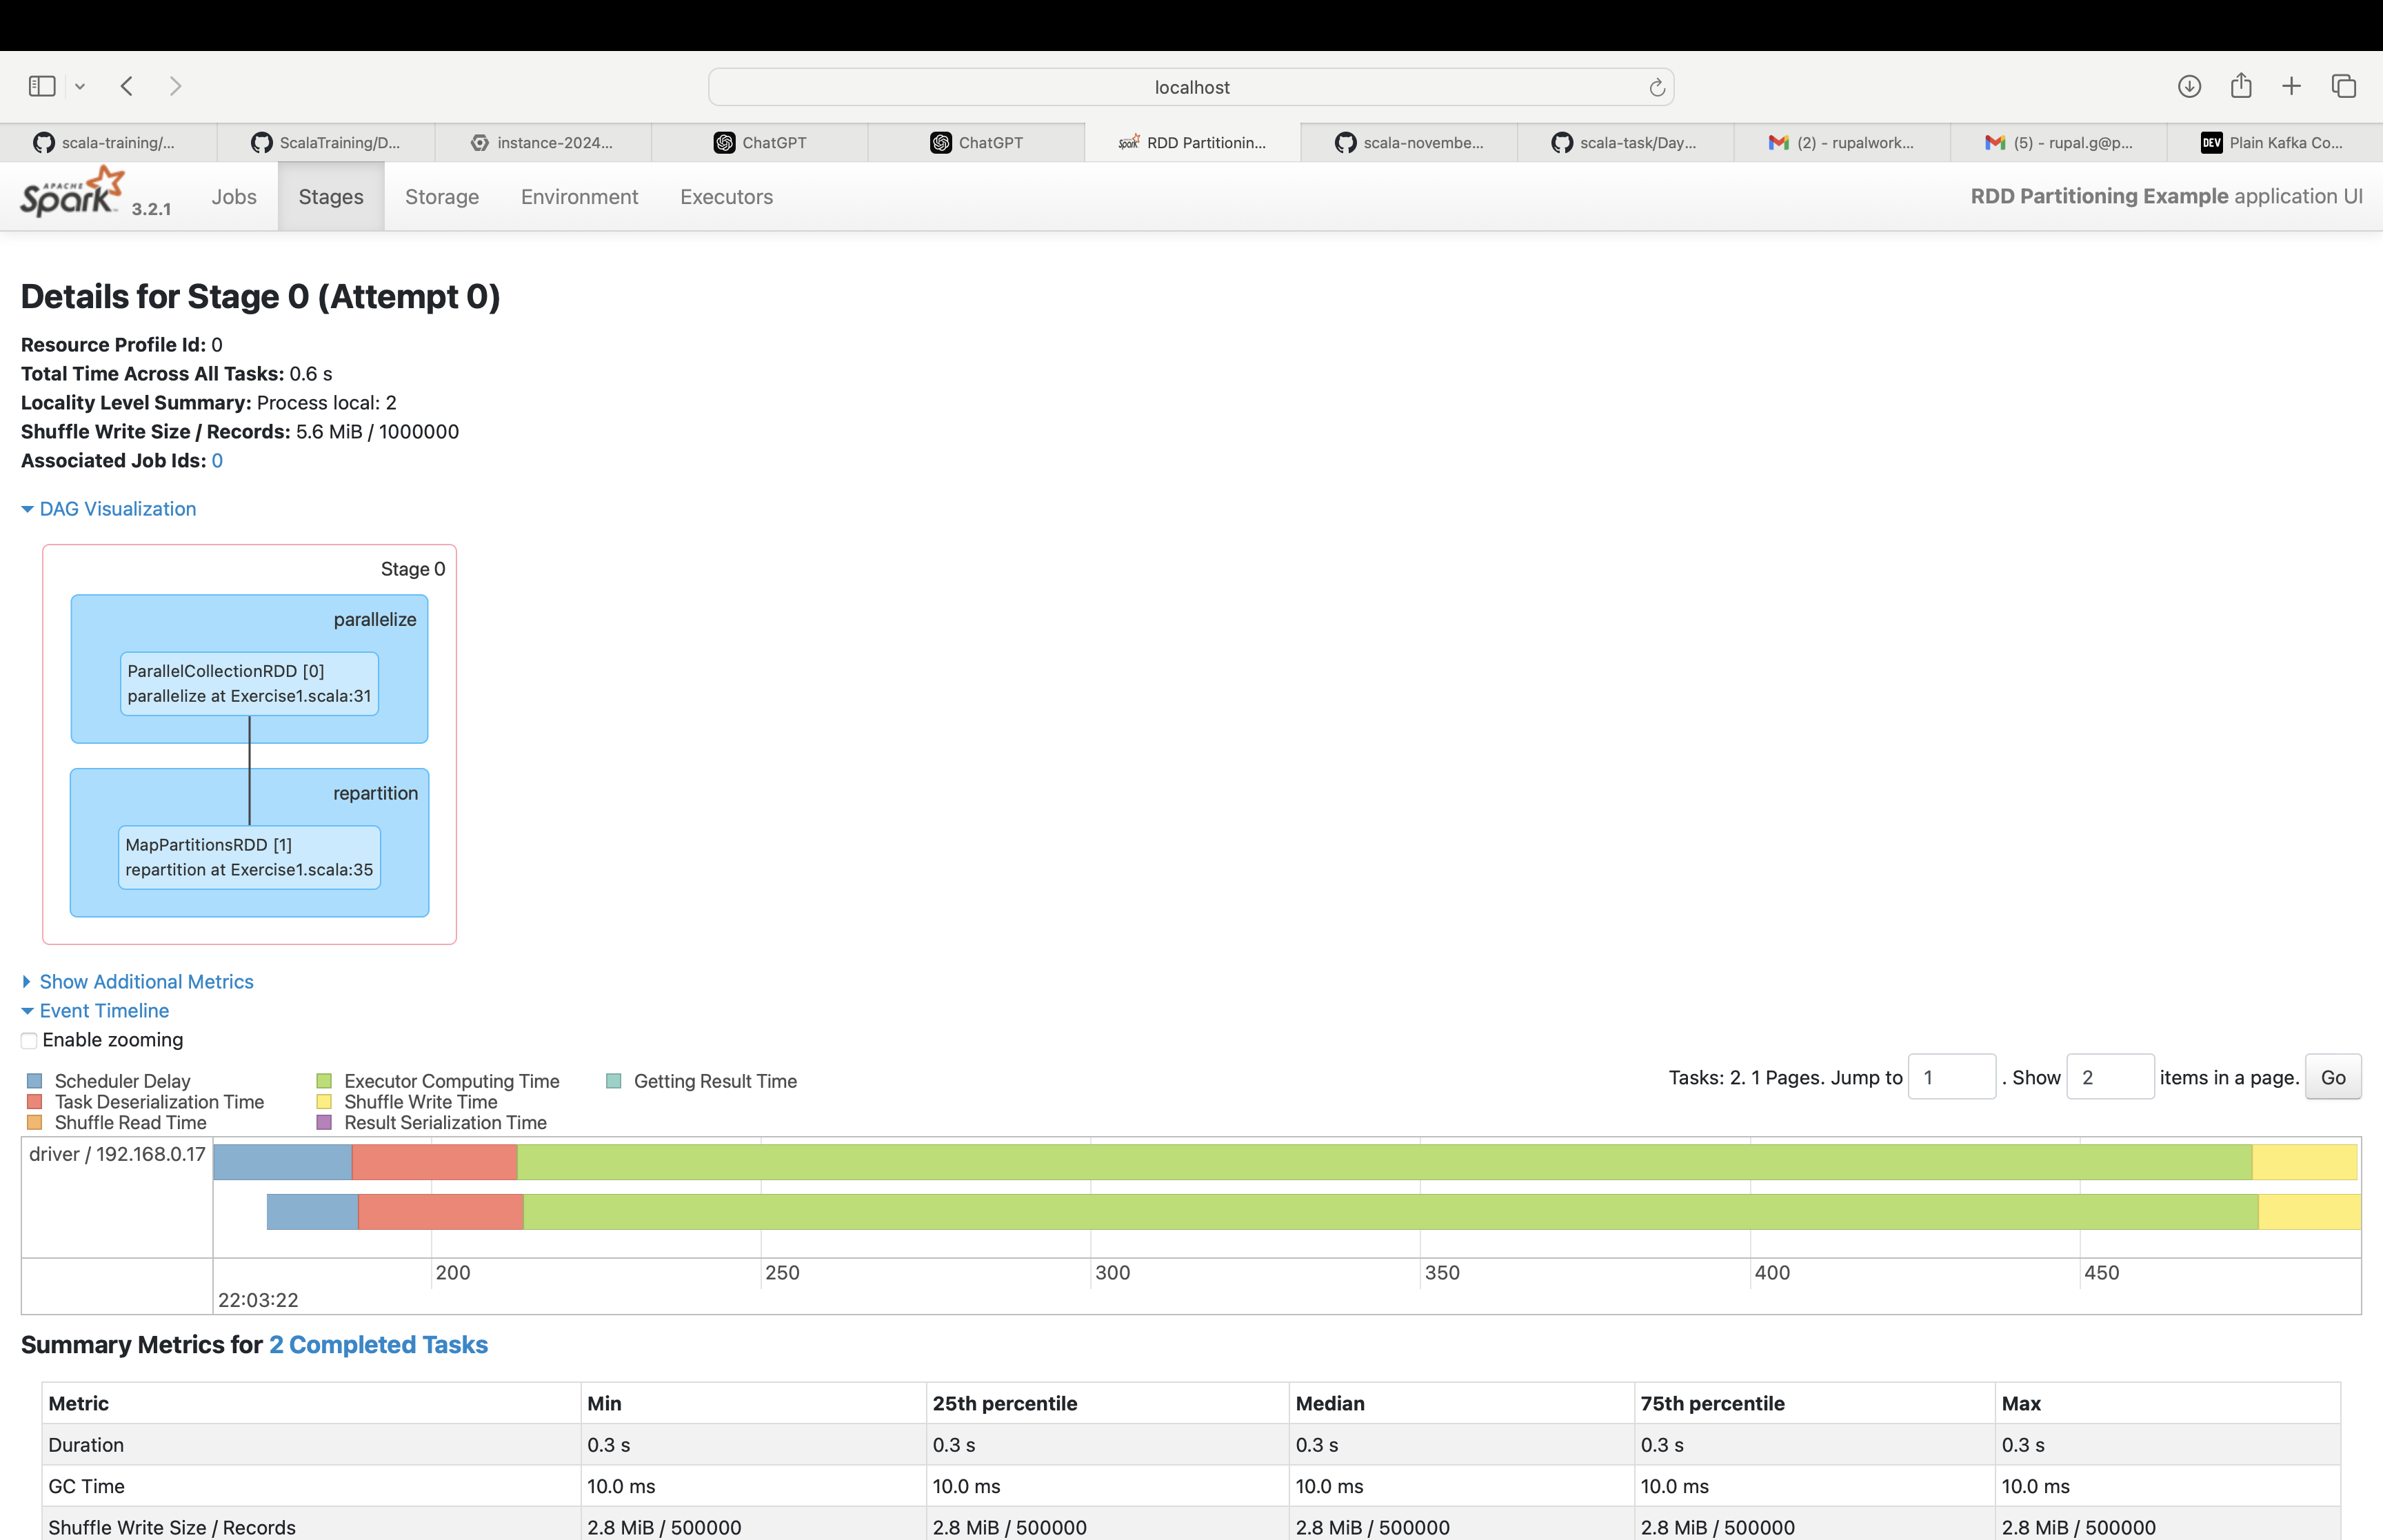 localhost
scala-training/...
ScalaTraining/D...
instance-2024...
ChatGPT
ChatGPT
Spark RDD Partitionin...
scala-novembe...
scala-task/Day...
(2) - rupalwork...
(5) - rupal.g@p...
DEV Plain Kafka Co...
APACHE Spark 3.2.1 Jobs Stages Storage Environment Executors RDD Partitioning Example application UI
Details for Stage 0 (Attempt 0)
Resource Profile Id: 0
Total Time Across All Tasks: 0.6 s
Locality Level Summary: Process local: 2
Shuffle Write Size / Records: 5.6 MiB / 1000000
Associated Job Ids: 0
DAG Visualization
Stage 0
parallelize
ParallelCollectionRDD [0]
parallelize at Exercise1.scala:31
repartition
MapPartitionsRDD [1]
repartition at Exercise1.scala:35
Show Additional Metrics
Event Timeline
Enable zooming
Tasks: 2. 1 Pages. Jump to 1 . Show 2 items in a page. Go
Scheduler Delay Executor Computing Time Getting Result Time
Task Deserialization Time Shuffle Write Time
Shuffle Read Time Result Serialization Time
driver / 192.168.0.17
200 250 300 350 400 450
22:03:22
Summary Metrics for 2 Completed Tasks
Metric Min 25th percentile Median 75th percentile Max
Duration 0.3 s 0.3 s 0.3 s 0.3 s 0.3 s
GC Time 10.0 ms 10.0 ms 10.0 ms 10.0 ms 10.0 ms
Shuffle Write Size / Records 2.8 MiB / 500000 2.8 MiB / 500000 2.8 MiB / 500000 2.8 MiB / 500000 2.8 MiB / 500000